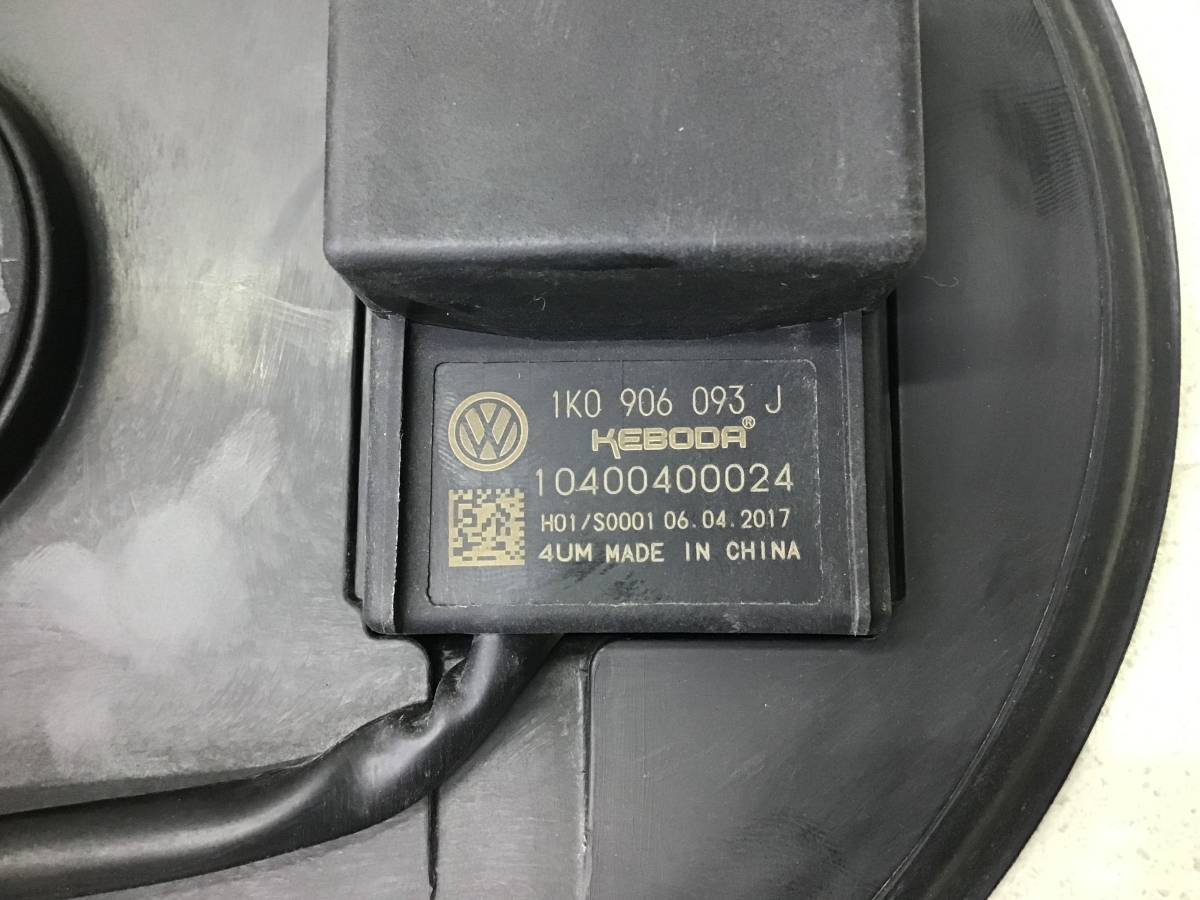 1K0 906 093 J
KEBODA®
10400400024
H01/S0001 06.04.2017
4UM MADE IN CHINA